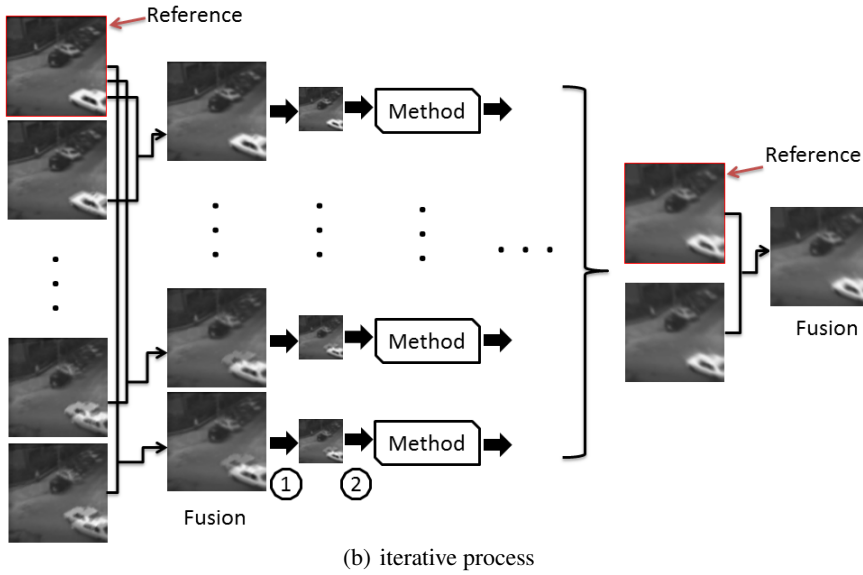 Reference
Method
Reference
Method
Fusion
Method
1
2
Fusion
(b) iterative process